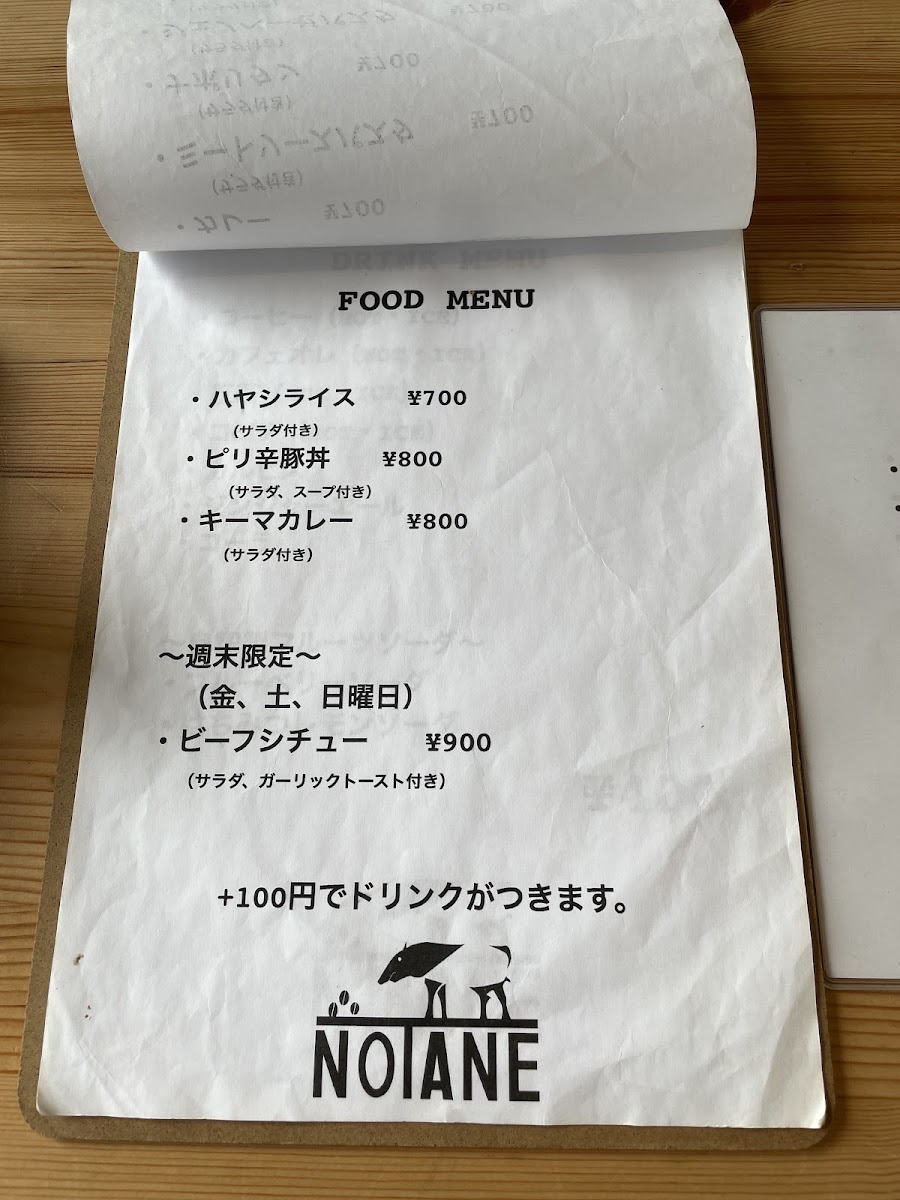 FOOD MENU
・ハヤシライス ¥700
(サラダ付き)
・ピリ辛豚丼 ¥800
(サラダ、スープ付き)
・キーマカレー ¥800
(サラダ付き)
〜週末限定〜
(金、土、日曜日)
・ビーフシチュー ¥900
(サラダ、ガーリックトースト付き)
+100円でドリンクがつきます。
NOTANE